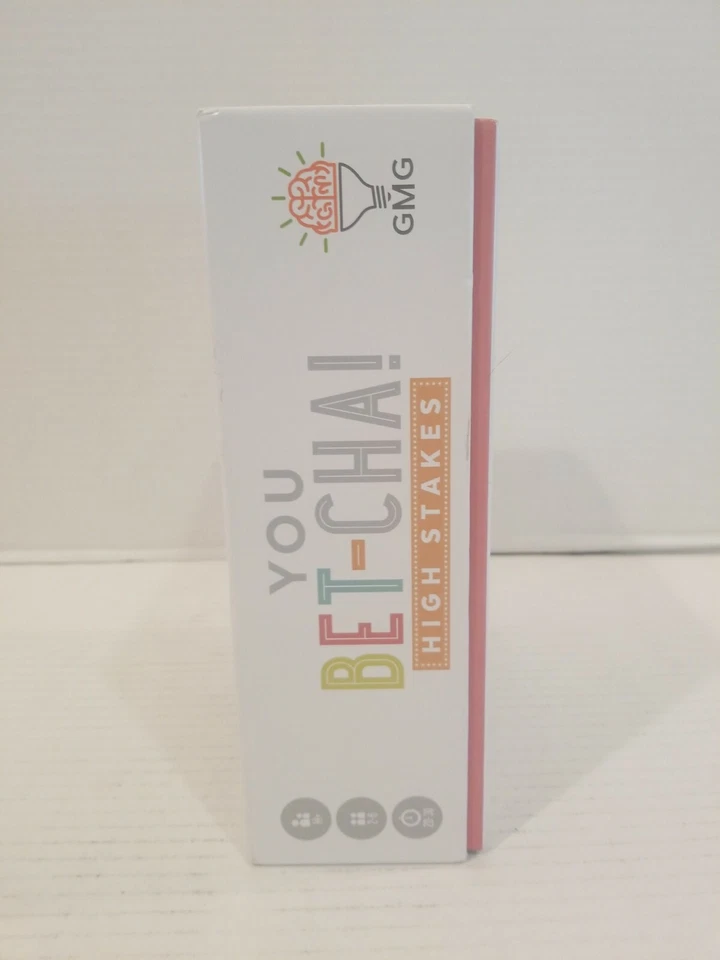 YOU
BET-CHA!
HIGH STAKES
GMG